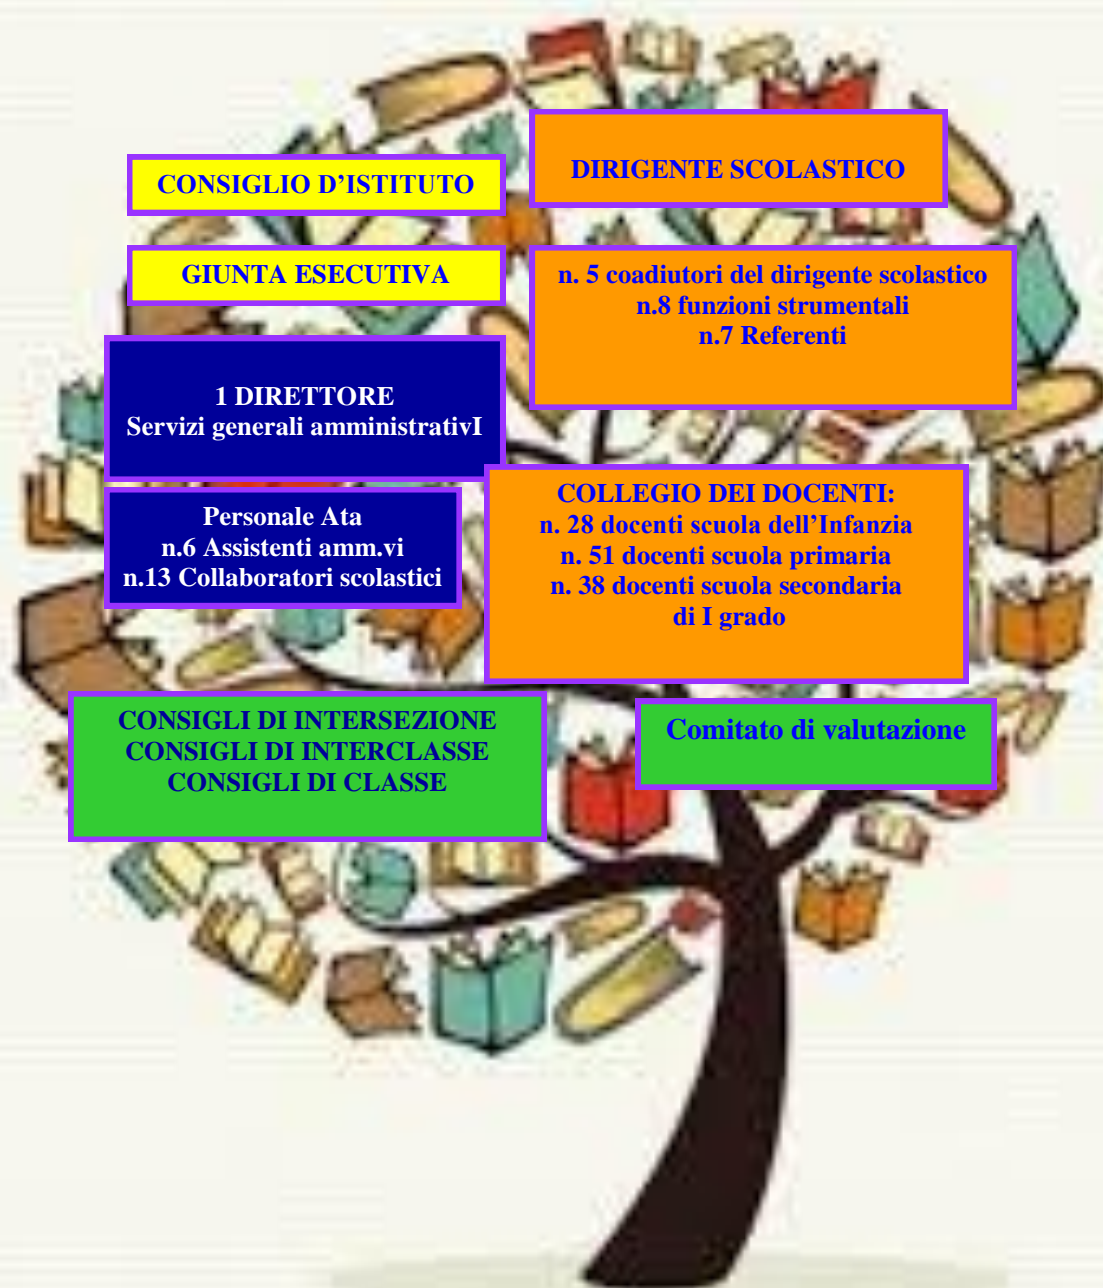 CONSIGLIO D’ISTITUTO
DIRIGENTE SCOLASTICO
GIUNTA ESECUTIVA
n. 5 coadiutori del dirigente scolastico
n.8 funzioni strumentali
n.7 Referenti
1 DIRETTORE
Servizi generali amministrativI
Personale Ata
n.6 Assistenti amm.vi
n.13 Collaboratori scolastici
COLLEGIO DEI DOCENTI:
n. 28 docenti scuola dell’Infanzia
n. 51 docenti scuola primaria
n. 38 docenti scuola secondaria
di I grado
CONSIGLI DI INTERSEZIONE
CONSIGLI DI INTERCLASSE
CONSIGLI DI CLASSE
Comitato di valutazione